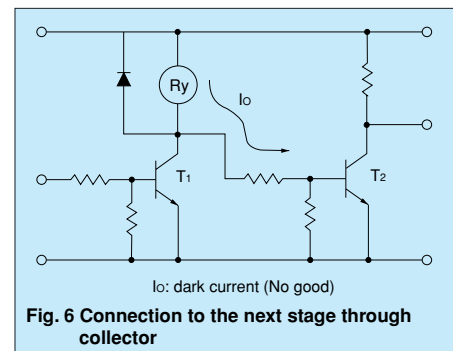 Ry
Io
T1
T2
Io: dark current (No good)
Fig. 6 Connection to the next stage through
collector